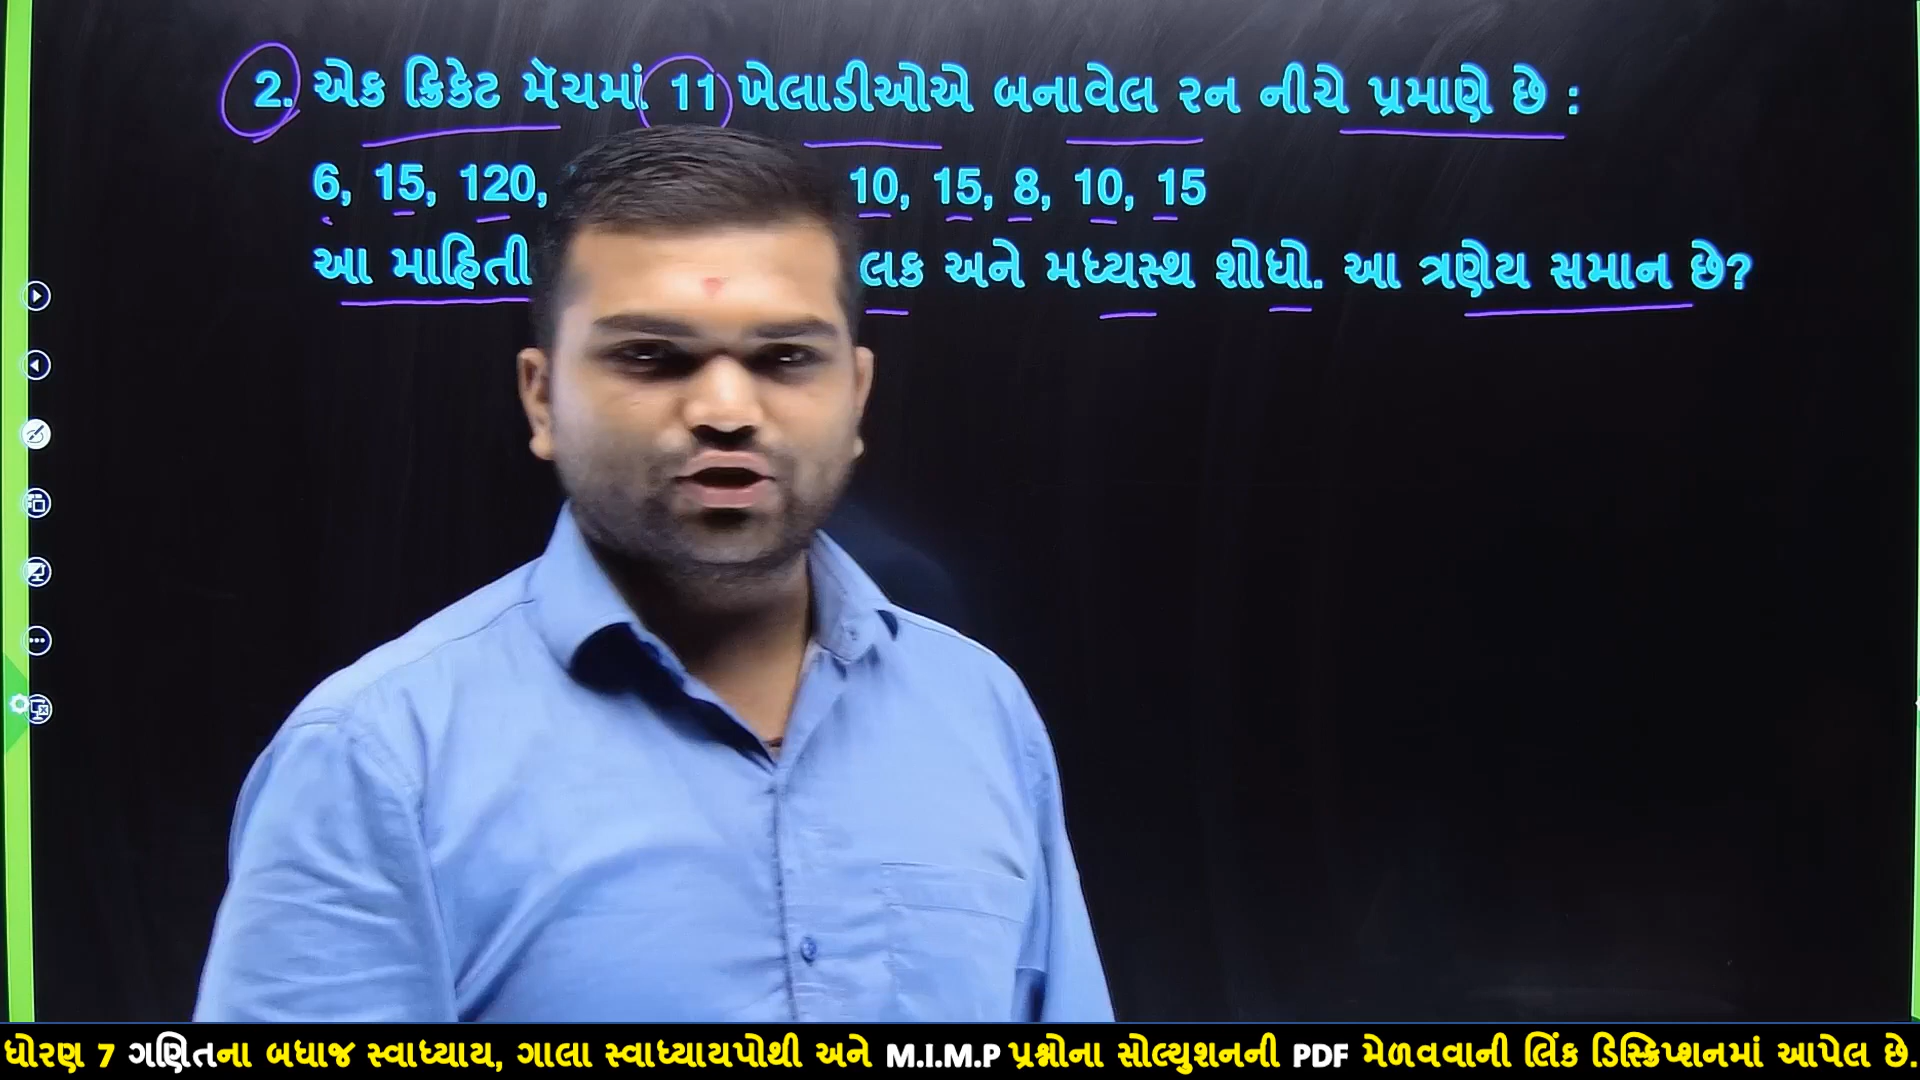 2. એક ક્રિકેટ મૅચમાં 11 ખેલાડીઓએ બનાવેલ રન નીચે પ્રમાણે છે :
6, 15, 120, 10, 15, 8, 10, 15
આ માહિતી લક અને મધ્યસ્થ શોધો. આ ત્રણેય સમાન છે?
ધોરણ 7 ગણિતના બધાજ સ્વાધ્યાય, ગાલા સ્વાધ્યાયપોથી અને M.I.M.P પ્રશ્નોના સોલ્યુશનની PDF મેળવવાની લિંક ડિસ્ક્રિપ્શનમાં આપેલ છે.